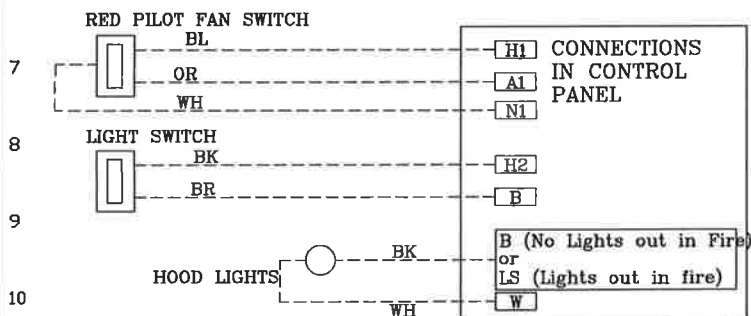 RED PILOT FAN SWITCH
BL
H1
CONNECTIONS
IN CONTROL
PANEL
7
OR
A1
WH
N1
8
LIGHT SWITCH
BK
H2
BR
B
9
B (No Lights out in Fire)
or
LS (Lights out in fire)
BK
HOOD LIGHTS
10
WH
W